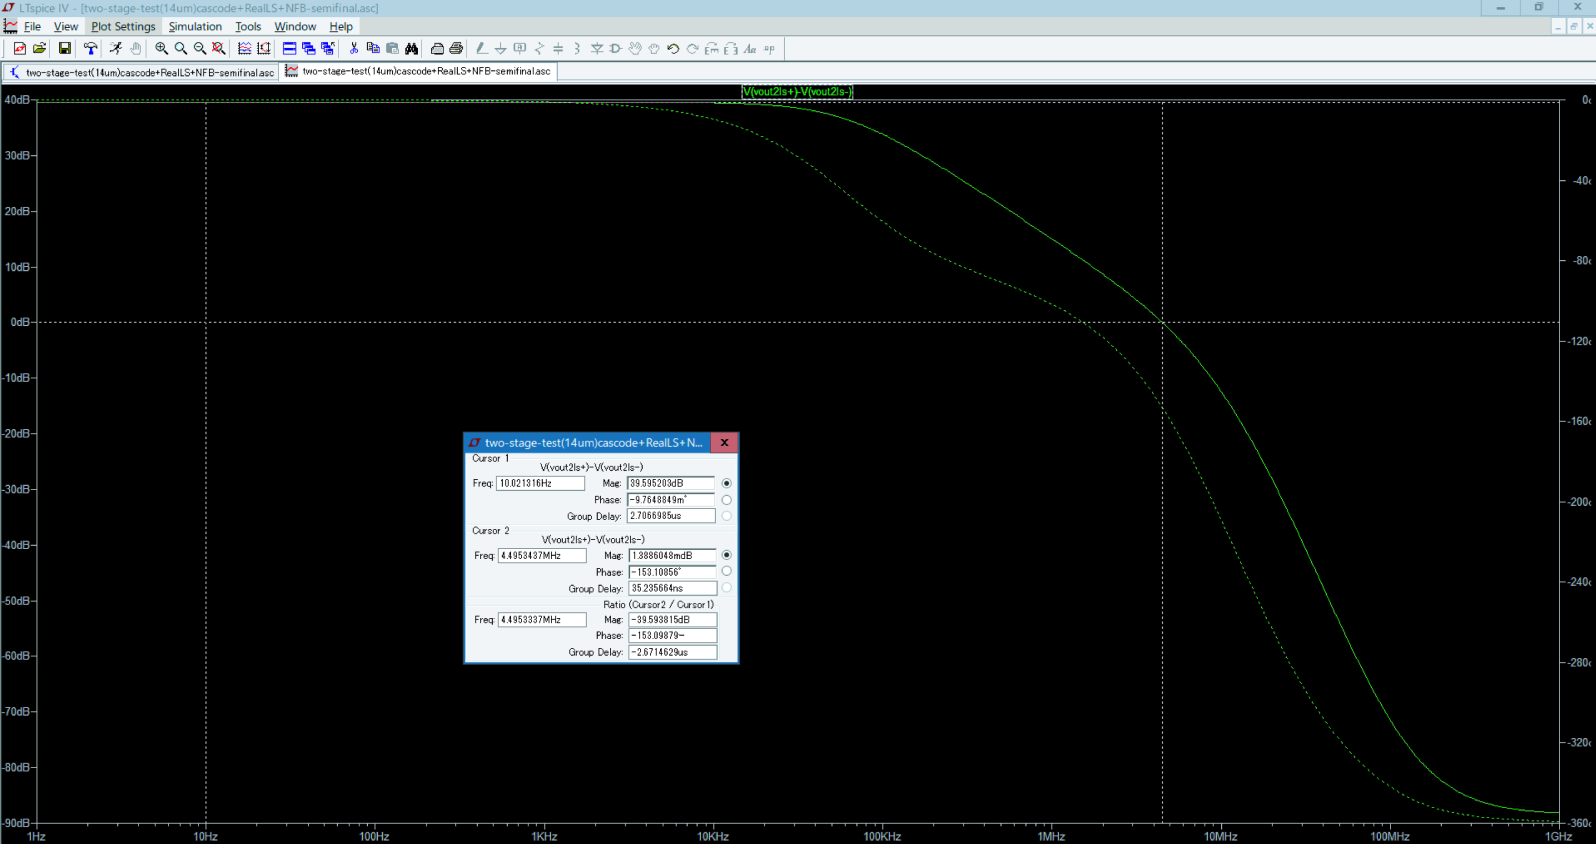 LTspice IV - [two-stage-test(14um)cascode+RealLS+NFB-semifinal.asc]
File View Plot Settings Simulation Tools Window Help
two-stage-test(14um)cascode+RealLS+NFB-semifinal.asc two-stage-test(14um)cascode+RealLS+NFB-semifinal.asc
V(vout2ls+)-V(vout2ls-)
40dB
30dB
20dB
10dB
0dB
-10dB
-20dB
-30dB
-40dB
-50dB
-60dB
-70dB
-80dB
-90dB
two-stage-test(14um)cascode+RealLS+N...
Cursor 1
V(vout2ls+)-V(vout2ls-)
Freq: 10.021316Hz Mag: 39.595203dB
Phase: -9.7648849m°
Group Delay: 2.7066985us
Cursor 2
V(vout2ls+)-V(vout2ls-)
Freq: 4.4953437MHz Mag: 1.3886048mdB
Phase: -153.10856°
Group Delay: 35.235664ns
Ratio (Cursor2 / Cursor1)
Freq: 4.4953337MHz Mag: -39.593815dB
Phase: -153.09879-
Group Delay: -2.6714629us
0
-40
-80
-120
-160
-200
-240
-280
-320
-360
1Hz 10Hz 100Hz 1KHz 10KHz 100KHz 1MHz 10MHz 100MHz 1GHz